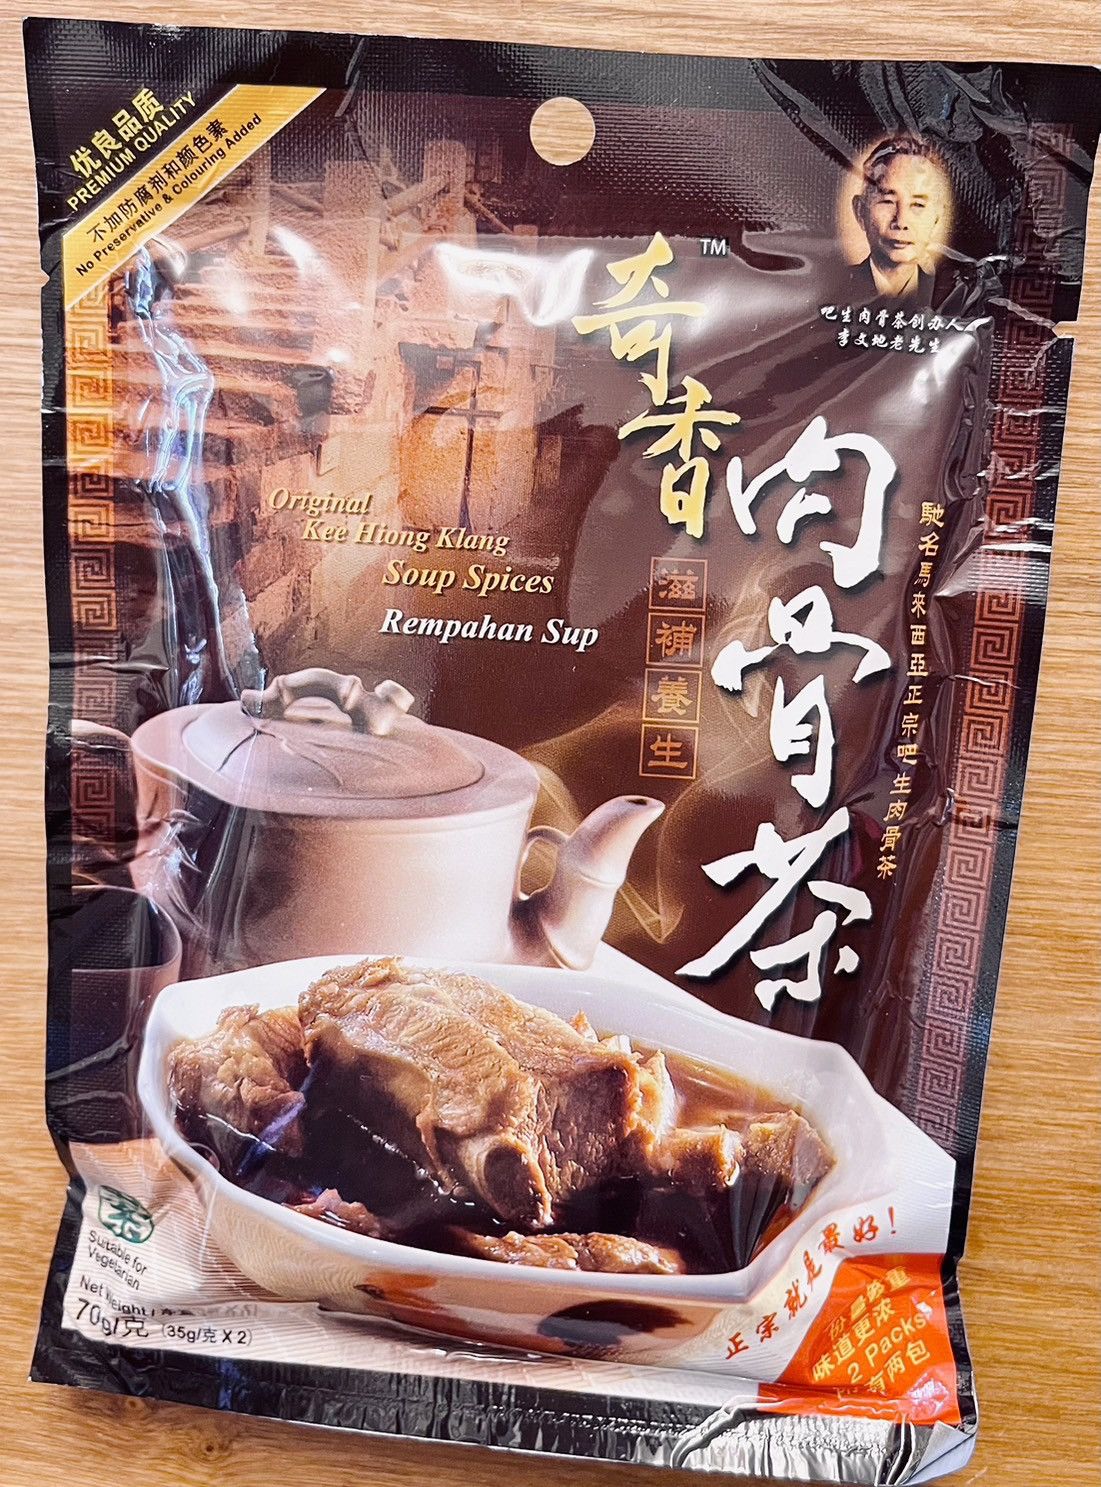 优良品质
PREMIUM QUALITY
不加防腐剂和颜色素
No Preservative & Colouring Added
TM
奇香
肉骨茶
吧生肉骨茶创办人
李文地老先生
Original
Kee Hiong Klang
Soup Spices
Rempahan Sup
滋補養生
馳名馬來西亞正宗吧生肉骨茶
素
Suitable for
Vegetarian
Net Weight /
70g/克 (35g/克 X 2)
正宗就是最好!
味道更浓
2 Packs
有两包